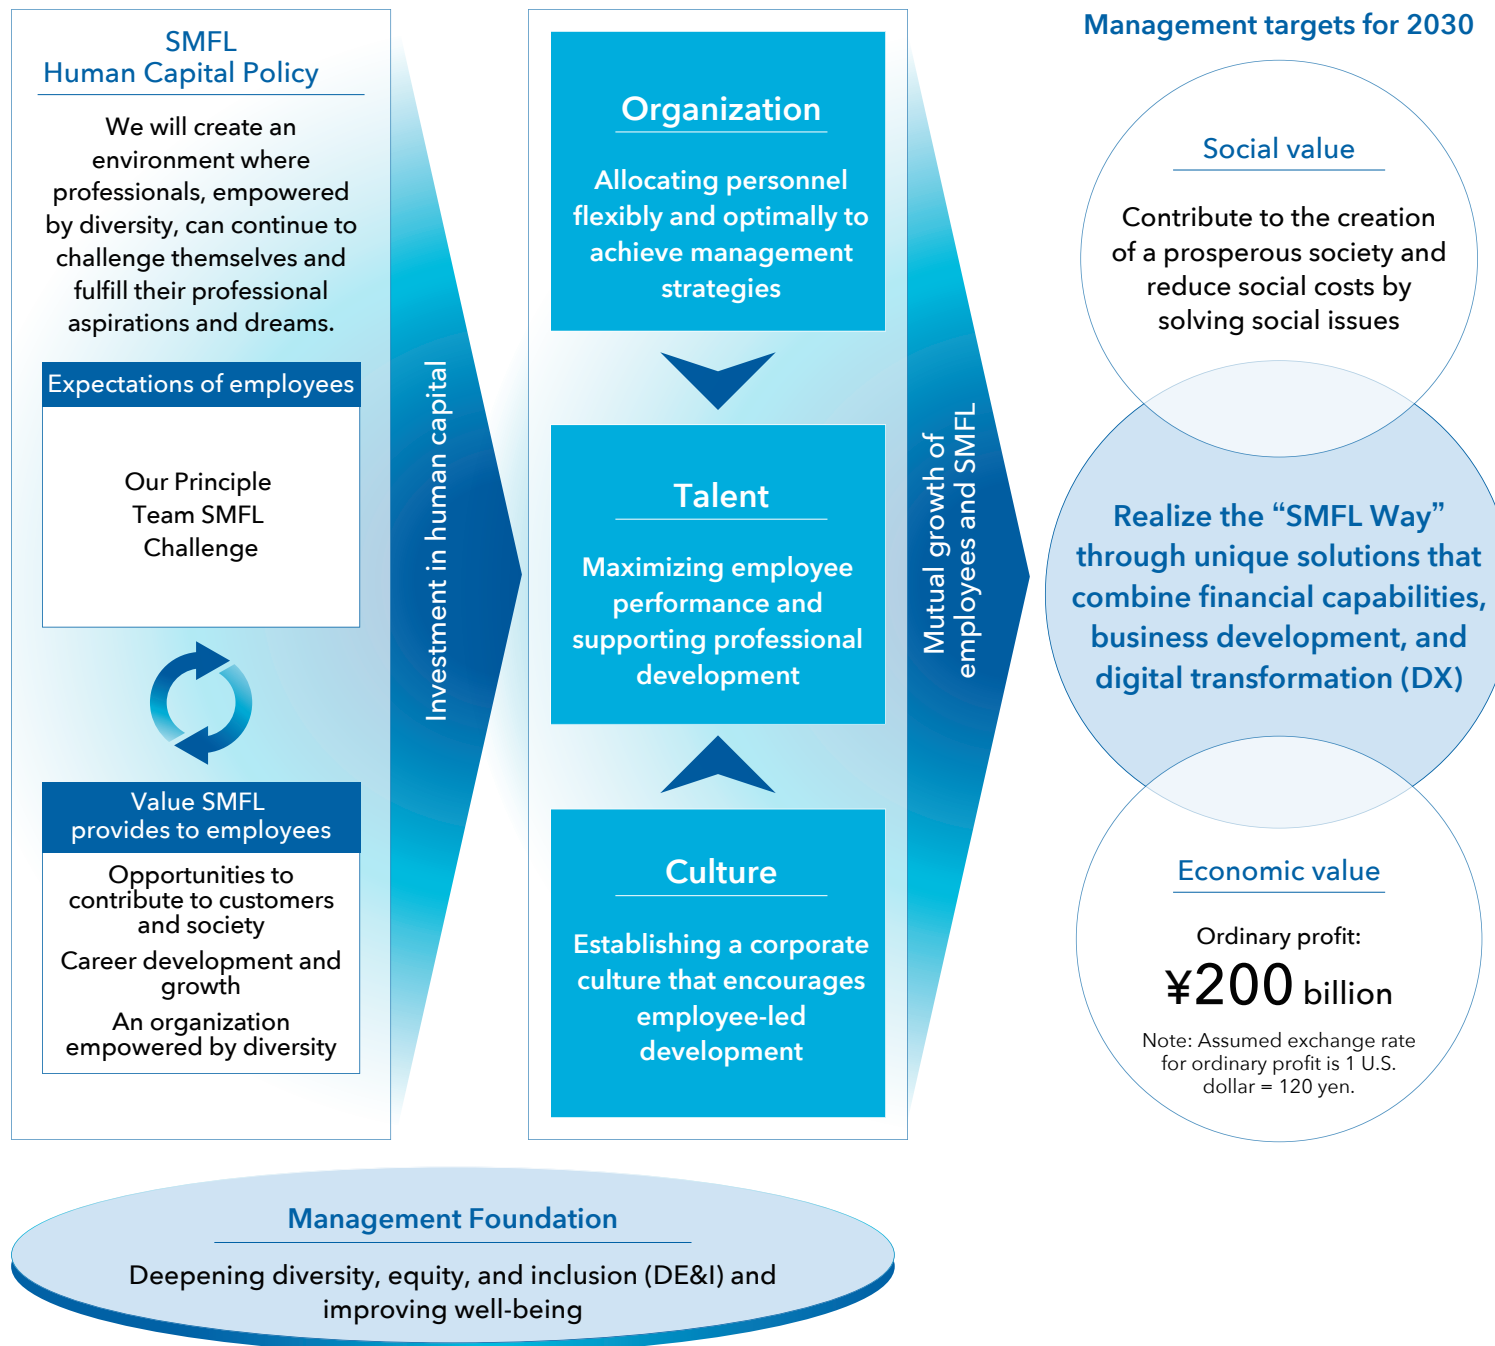 SMFL
Human Capital Policy
We will create an
environment where
professionals, empowered
by diversity, can continue to
challenge themselves and
fulfill their professional
aspirations and dreams.
Expectations of employees
Our Principle
Team SMFL
Challenge
Value SMFL
provides to employees
Opportunities to
contribute to customers
and society
Career development and
growth
An organization
empowered by diversity
Investment in human capital
Organization
Allocating personnel
flexibly and optimally to
achieve management
strategies
Talent
Maximizing employee
performance and
supporting professional
development
Culture
Establishing a corporate
culture that encourages
employee-led
development
Mutual growth of
employees and SMFL
Management targets for 2030
Social value
Contribute to the creation
of a prosperous society and
reduce social costs by
solving social issues
Realize the “SMFL Way”
through unique solutions that
combine financial capabilities,
business development, and
digital transformation (DX)
Economic value
Ordinary profit:
¥200 billion
Note: Assumed exchange rate
for ordinary profit is 1 U.S.
dollar = 120 yen.
Management Foundation
Deepening diversity, equity, and inclusion (DE&I) and
improving well-being